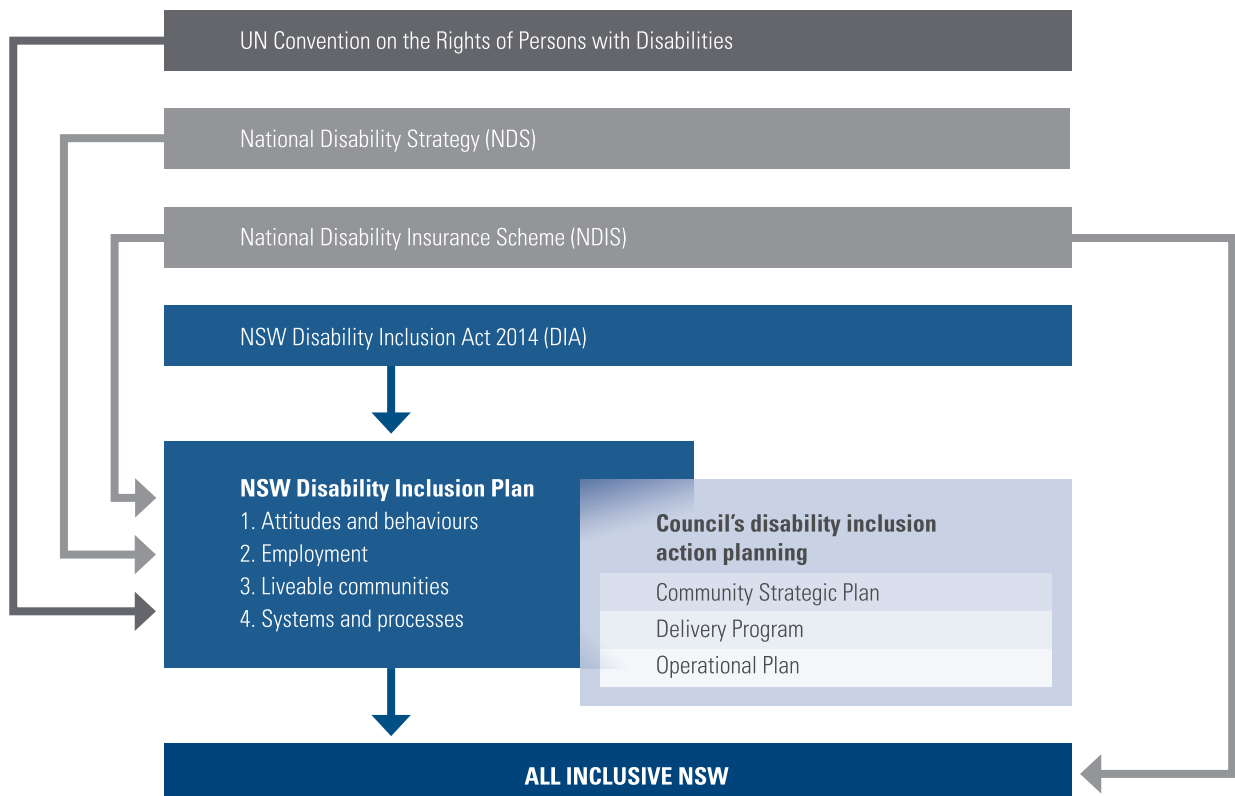 UN Convention on the Rights of Persons with Disabilities
National Disability Strategy (NDS)
National Disability Insurance Scheme (NDIS)
NSW Disability Inclusion Act 2014 (DIA)
NSW Disability Inclusion Plan
1. Attitudes and behaviours
2. Employment
3. Liveable communities
4. Systems and processes
Council’s disability inclusion
action planning
Community Strategic Plan
Delivery Program
Operational Plan
ALL INCLUSIVE NSW